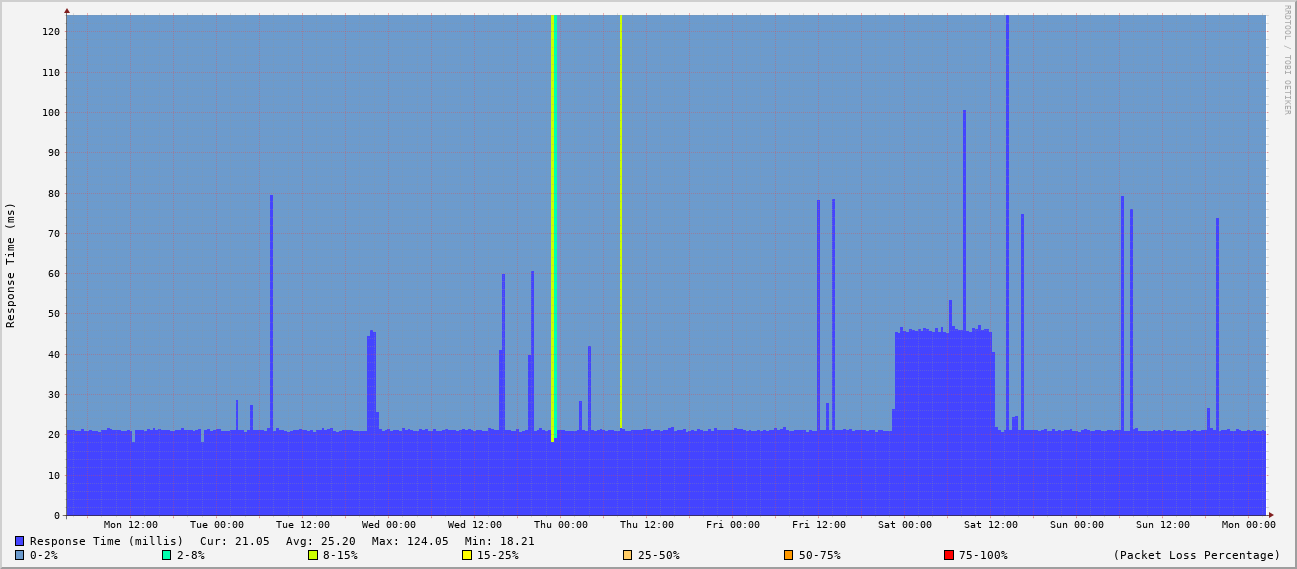 RRDTOOL / TOBI OETIKER
Response Time (ms)
120
110
100
90
80
70
60
50
40
30
20
10
0
Mon 12:00 Tue 00:00 Tue 12:00 Wed 00:00 Wed 12:00 Thu 00:00 Thu 12:00 Fri 00:00 Fri 12:00 Sat 00:00 Sat 12:00 Sun 00:00 Sun 12:00 Mon 00:00
Response Time (millis) Cur: 21.05 Avg: 25.20 Max: 124.05 Min: 18.21
0-2% 2-8% 8-15% 15-25% 25-50% 50-75% 75-100% (Packet Loss Percentage)